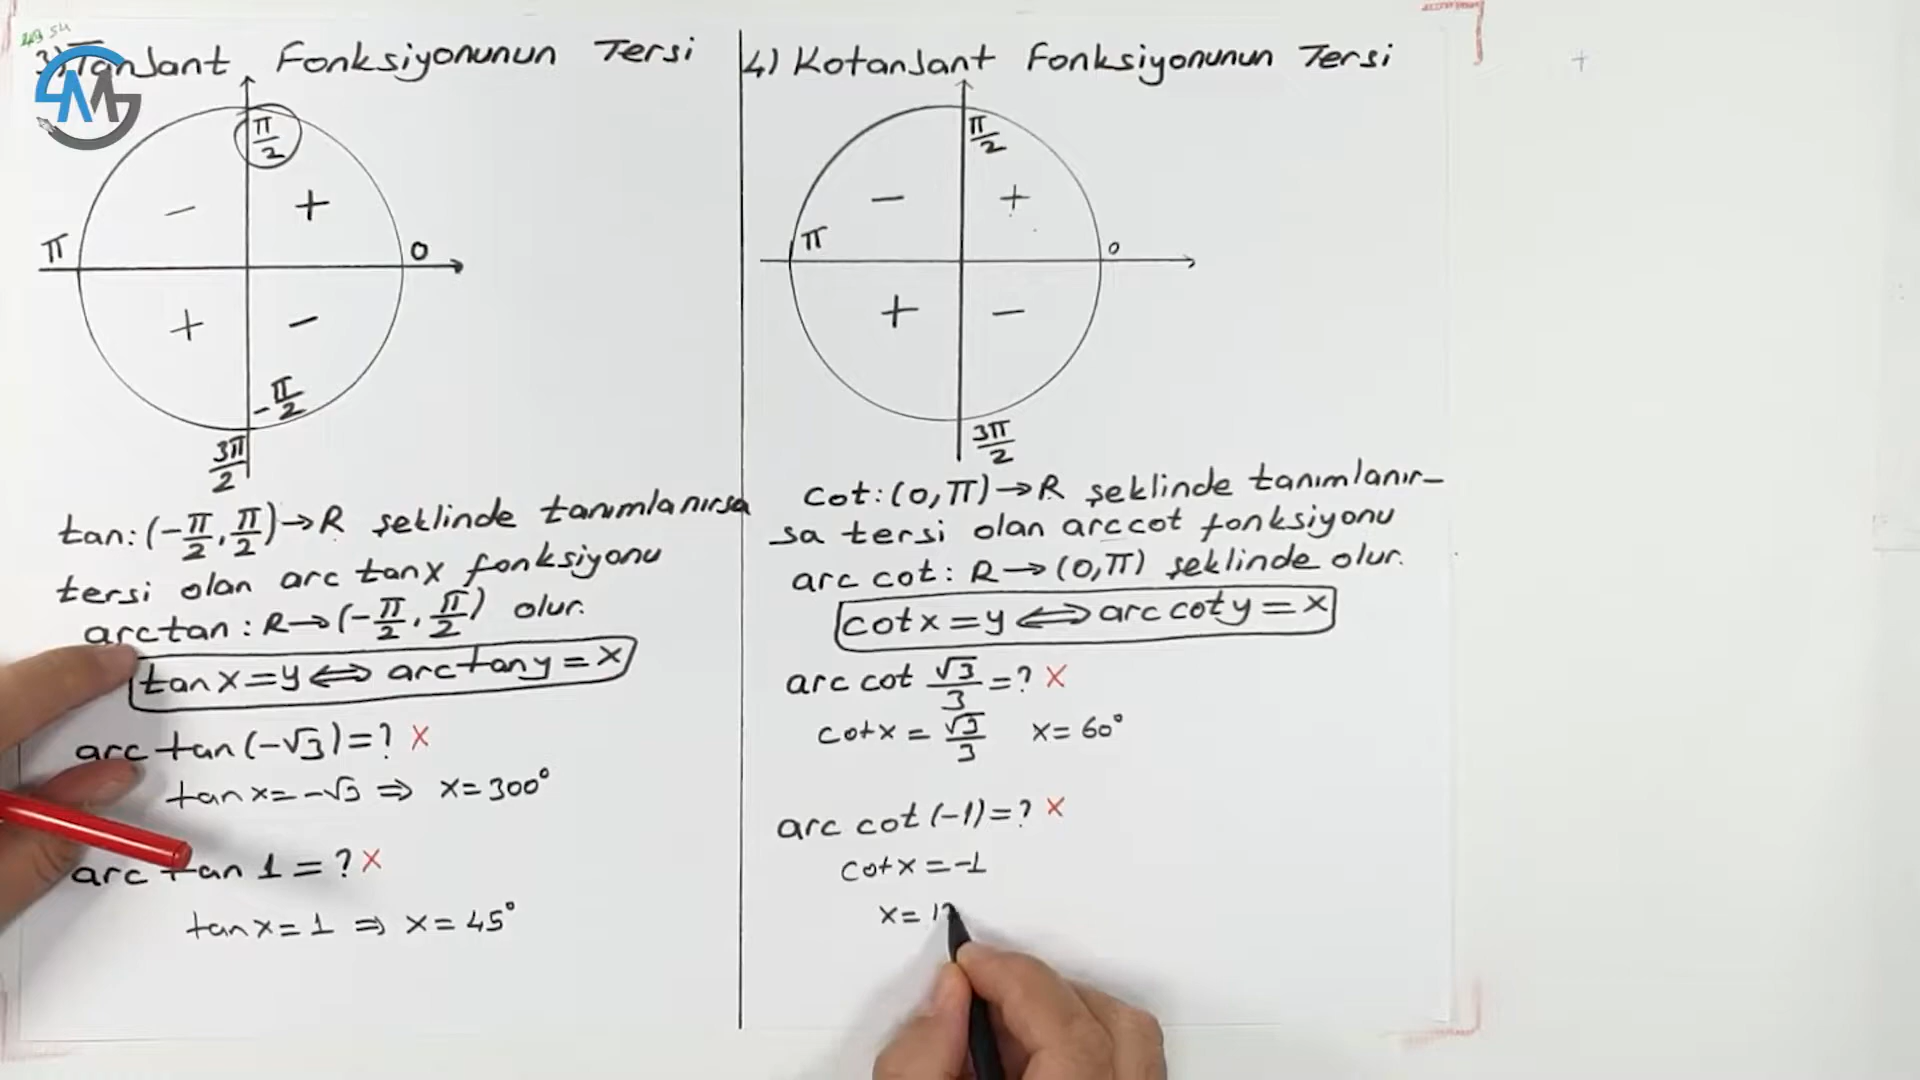 3) Tanjant Fonksiyonunun Tersi
π/2
- +
π 0
+ -
-π/2
3π/2
tan: (-π/2, π/2) → R şeklinde tanımlanırsa
tersi olan arc tanx fonksiyonu
arctan: R → (-π/2, π/2) olur.
tanx = y ⟺ arctany = x
arc tan(-√3) = ? x
tanx = -√3 ⇒ x = 300°
arc tan 1 = ? x
tanx = 1 ⇒ x = 45°
4) Kotanjant Fonksiyonunun Tersi
π/2
- +
π 0
+ -
3π/2
cot: (0, π) → R şeklinde tanımlanır-
sa tersi olan arccot fonksiyonu
arc cot: R → (0, π) şeklinde olur.
cotx = y ⟺ arccoty = x
arc cot √3/3 = ? x
cotx = √3/3 x = 60°
arc cot (-1) = ? x
cotx = -1
x = 1